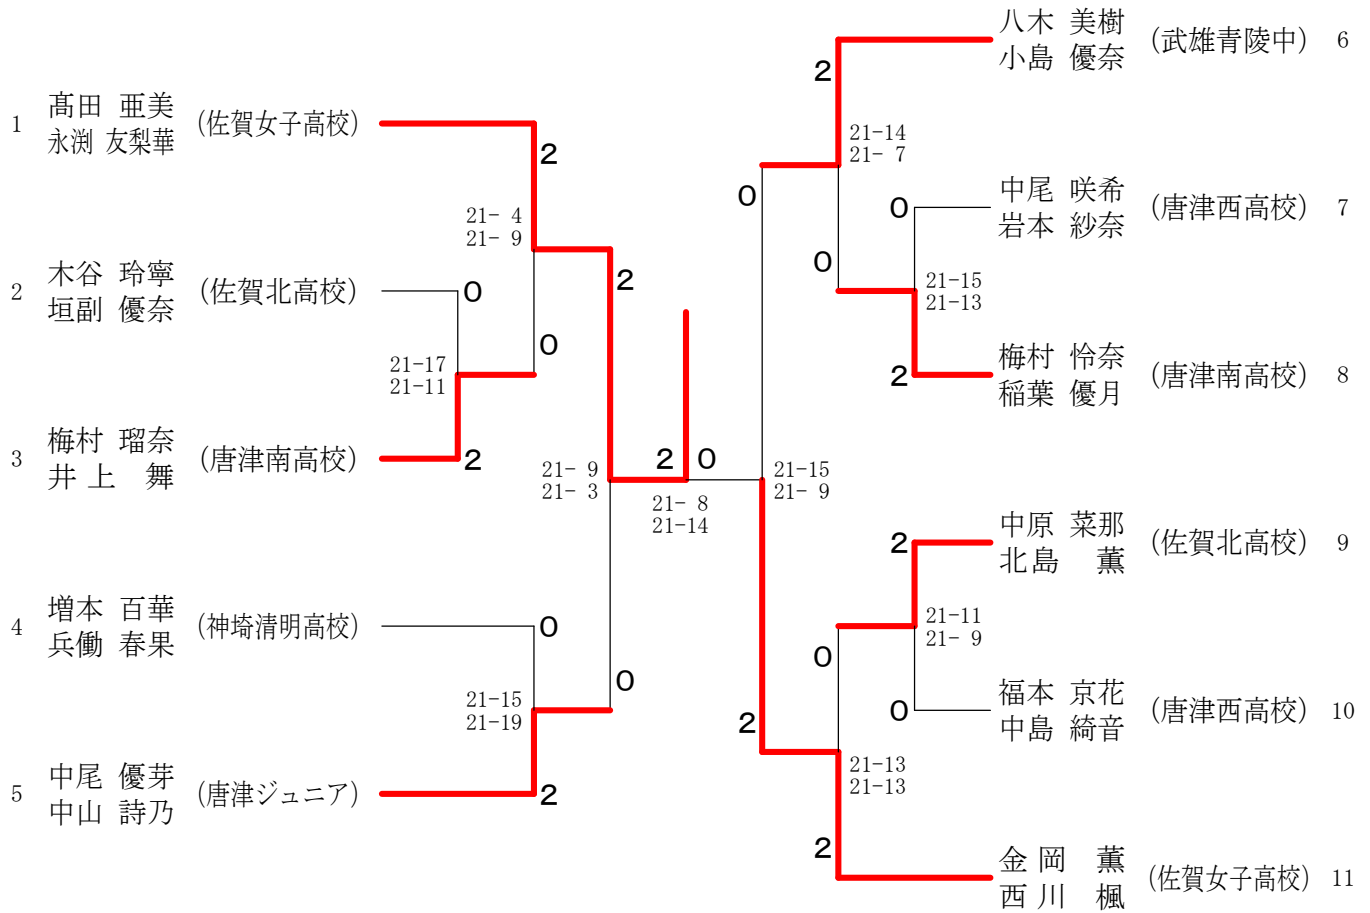 1 髙田 亜美 (佐賀女子高校)
永渕 友梨華
2
21- 4
21- 9
2 木谷 玲寧 (佐賀北高校)
垣副 優奈
0
21-17
21-11
0
3 梅村 瑠奈 (唐津南高校)
井上 舞
2
2
21- 9
21- 3
4 増本 百華 (神埼清明高校)
兵働 春果
0
21-15
21-19
0
5 中尾 優芽 (唐津ジュニア)
中山 詩乃
2
2 0
21- 8
21-14
八木 美樹 (武雄青陵中) 6
小島 優奈
2
21-14
21- 7
0
中尾 咲希 (唐津西高校) 7
岩本 紗奈
0
0
21-15
21-13
梅村 怜奈 (唐津南高校) 8
稲葉 優月
2
21-15
21- 9
中原 菜那 (佐賀北高校) 9
北島 薫
2
21-11
21- 9
0
福本 京花 (唐津西高校) 10
中島 綺音
0
2
21-13
21-13
金岡 薫 (佐賀女子高校) 11
西川 楓
2